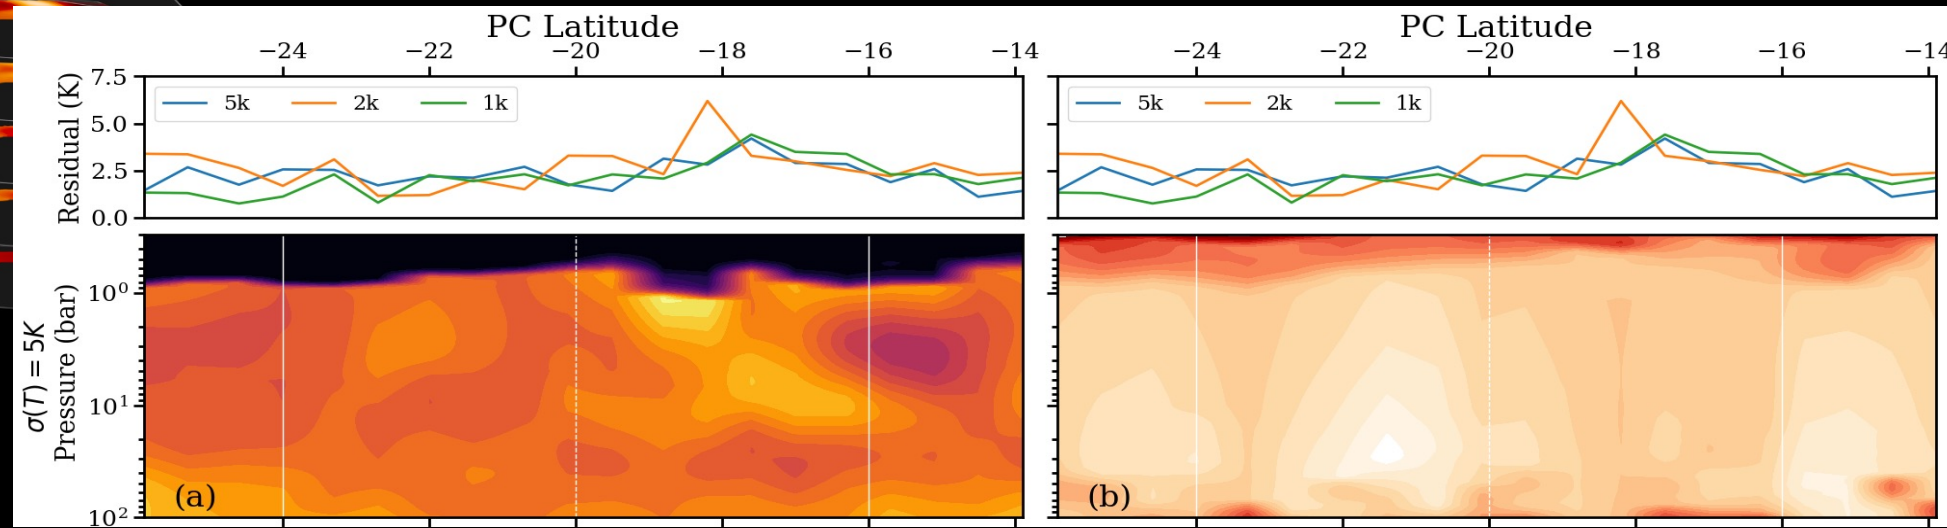 PC Latitude
−24 −22 −20 −18 −16 −14
7.5
5.0
2.5
0.0
Residual (K)
5k 2k 1k
10⁰
10¹
10²
σ(T) = 5K
Pressure (bar)
(a)
PC Latitude
−24 −22 −20 −18 −16 −14
5k 2k 1k
(b)